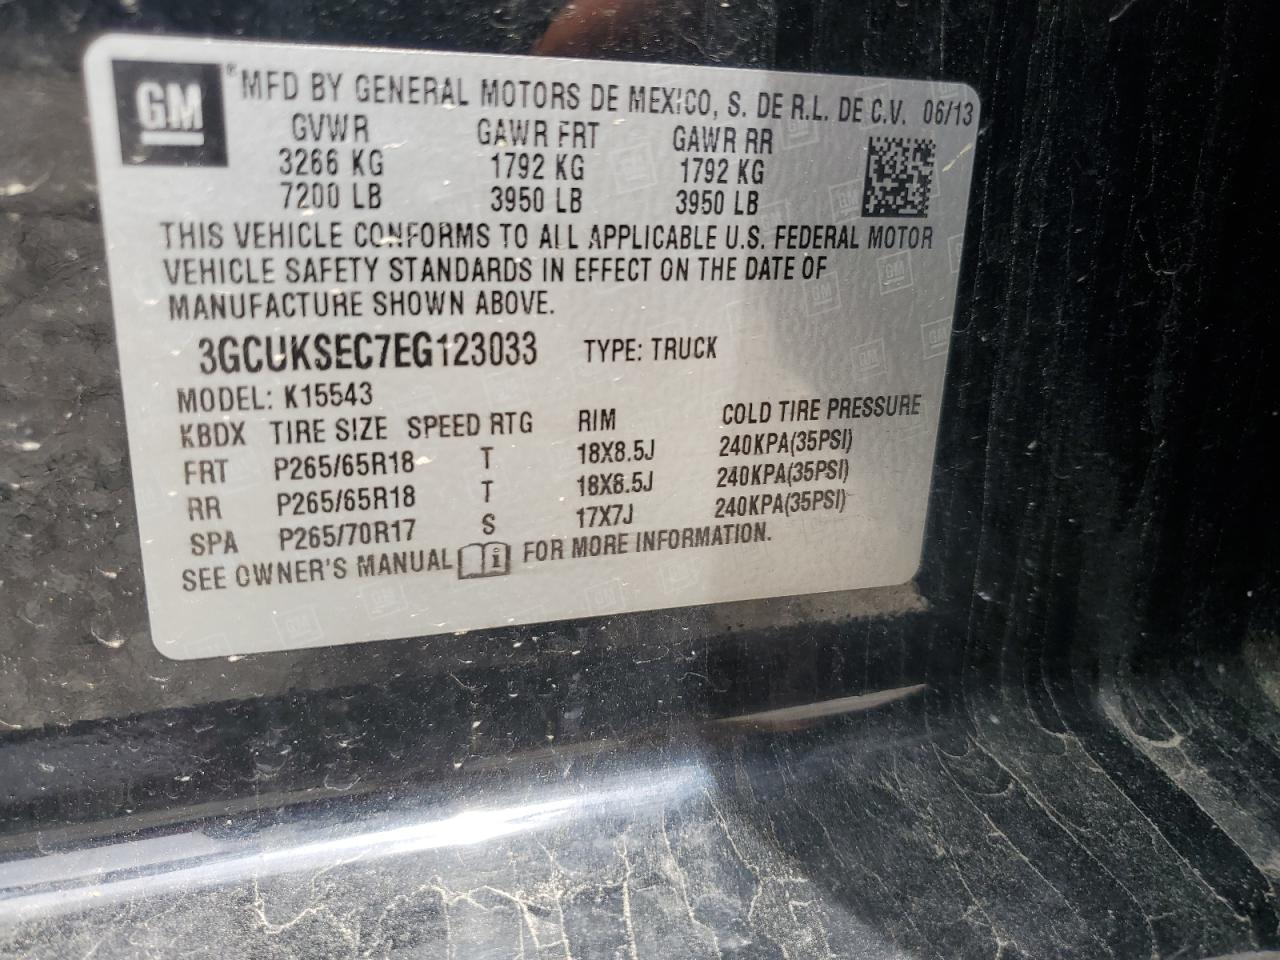 GM ® MFD BY GENERAL MOTORS DE MEXICO, S. DE R.L. DE C.V. 06/13
GVWR GAWR FRT GAWR RR
3266 KG 1792 KG 1792 KG
7200 LB 3950 LB 3950 LB
THIS VEHICLE CONFORMS TO ALL APPLICABLE U.S. FEDERAL MOTOR
VEHICLE SAFETY STANDARDS IN EFFECT ON THE DATE OF
MANUFACTURE SHOWN ABOVE.
3GCUKSEC7EG123033 TYPE: TRUCK
MODEL: K15543
KBDX TIRE SIZE SPEED RTG RIM COLD TIRE PRESSURE
FRT P265/65R18 T 18X8.5J 240KPA(35PSI)
RR P265/65R18 T 18X8.5J 240KPA(35PSI)
SPA P265/70R17 S 17X7J 240KPA(35PSI)
SEE OWNER'S MANUAL i FOR MORE INFORMATION.